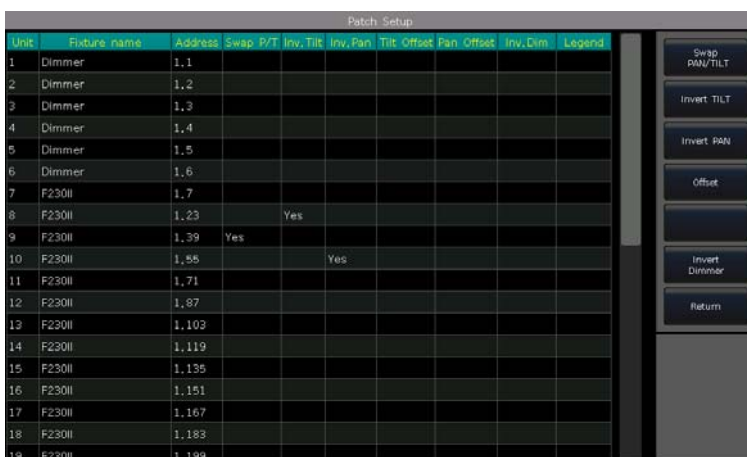 Patch Setup
Unit Fixture name Address Swap P/T Inv.Tilt Inv.Pan Tilt Offset Pan Offset Inv.Dim Legend
1 Dimmer 1.1
2 Dimmer 1.2
3 Dimmer 1.3
4 Dimmer 1.4
5 Dimmer 1.5
6 Dimmer 1.6
7 F230II 1.7
8 F230II 1.23 Yes
9 F230II 1.39 Yes
10 F230II 1.55 Yes
11 F230II 1.71
12 F230II 1.87
13 F230II 1.103
14 F230II 1.119
15 F230II 1.135
16 F230II 1.151
17 F230II 1.167
18 F230II 1.183
19 F230II 1.199
Swap
PAN/TILT
Invert TILT
Invert PAN
Offset
Invert
Dimmer
Return